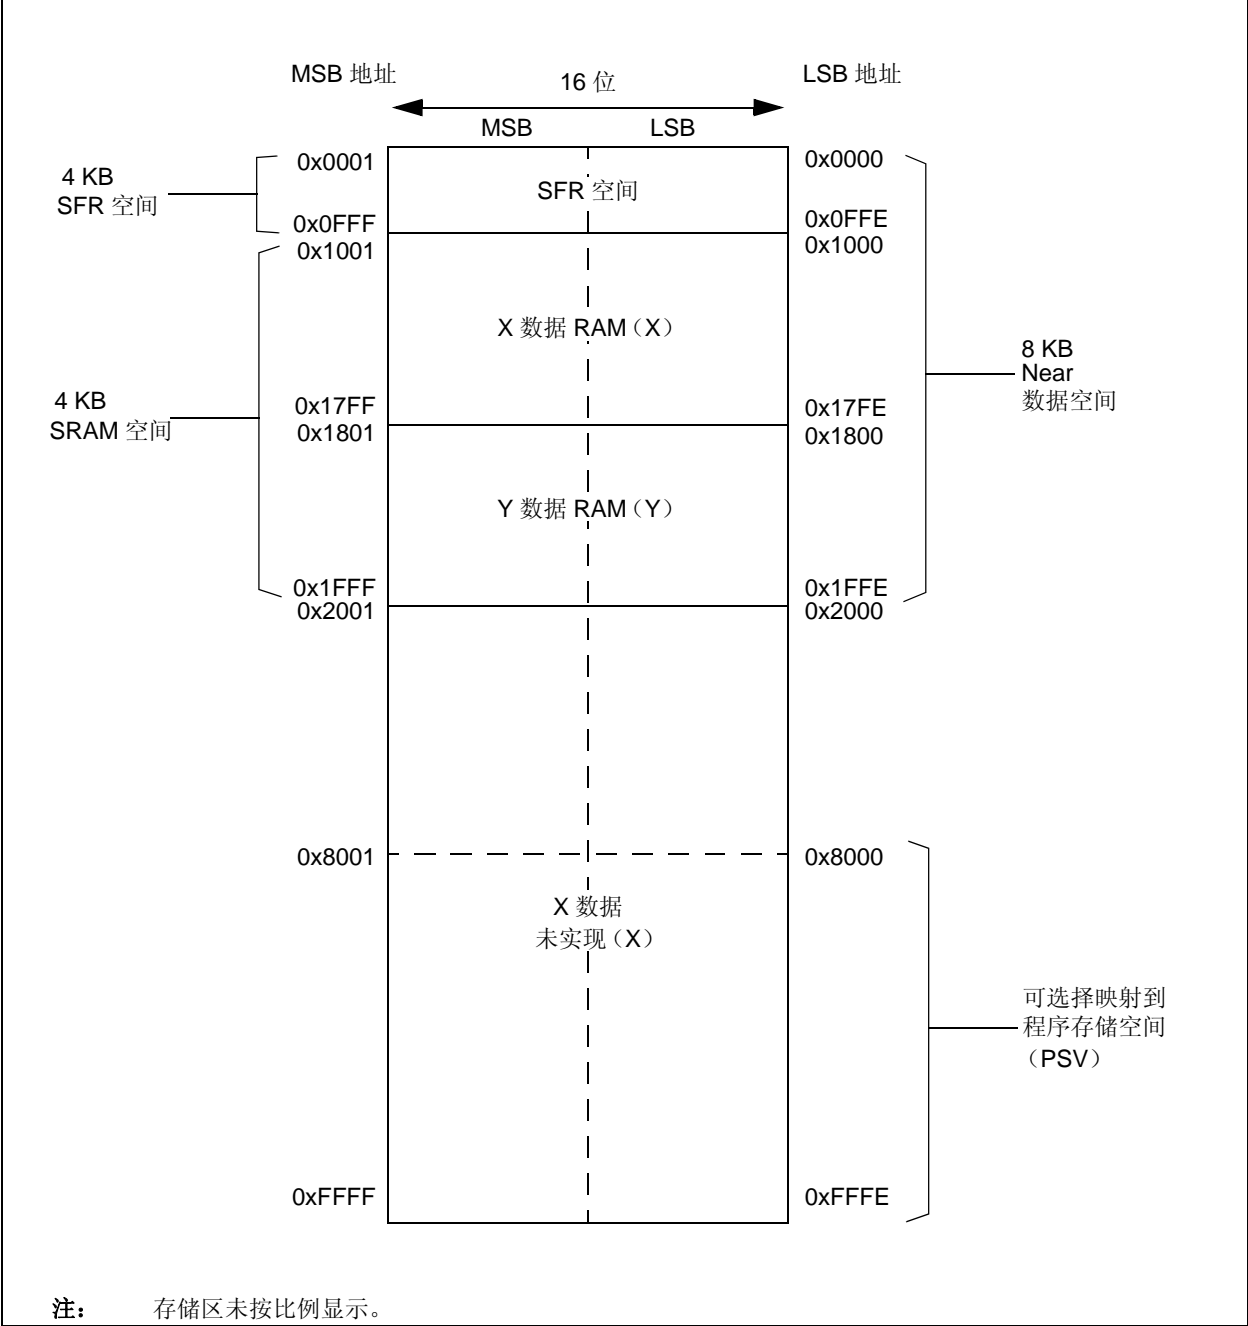 MSB 地址
16 位
LSB 地址
MSB
LSB
0x0001
0x0000
4 KB
SFR 空间
SFR 空间
0x0FFF
0x0FFE
0x1001
0x1000
X 数据 RAM（X）
8 KB
Near
数据空间
4 KB
SRAM 空间
0x17FF
0x17FE
0x1801
0x1800
Y 数据 RAM（Y）
0x1FFF
0x1FFE
0x2001
0x2000
0x8001
0x8000
X 数据
未实现（X）
可选择映射到
程序存储空间
（PSV）
0xFFFF
0xFFFE
注： 存储区未按比例显示。